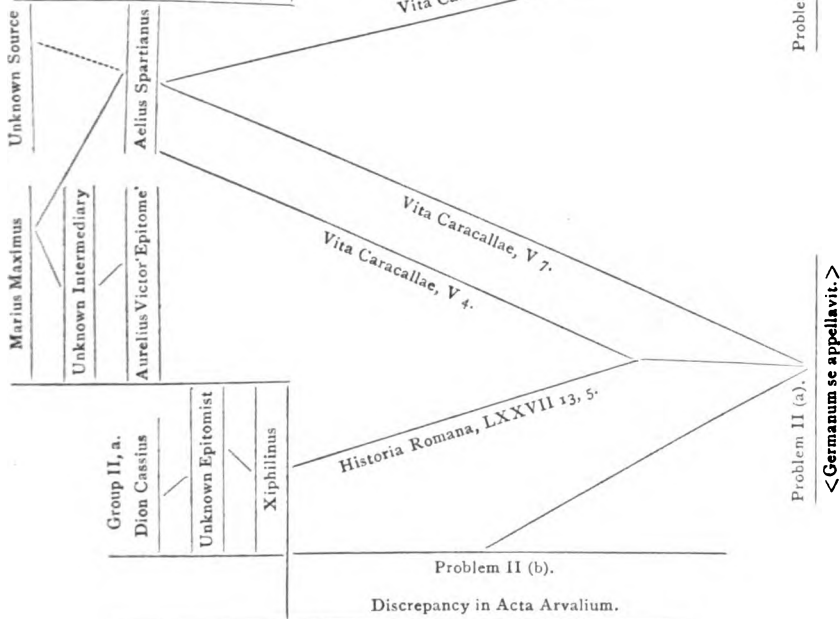 Vita Ca
Proble
Unknown Source
Aelius Spartianus
Marius Maximus
Unknown Intermediary
Aurelius Victor 'Epitome'
Vita Caracallae, V 7.
Vita Caracallae, V 4.
Historia Romana, LXXVII 13, 5.
Group II, a.
Dion Cassius
Unknown Epitomist
Xiphilinus
Problem II (a).
<Germanum se appellavit.>
Problem II (b).
Discrepancy in Acta Arvalium.